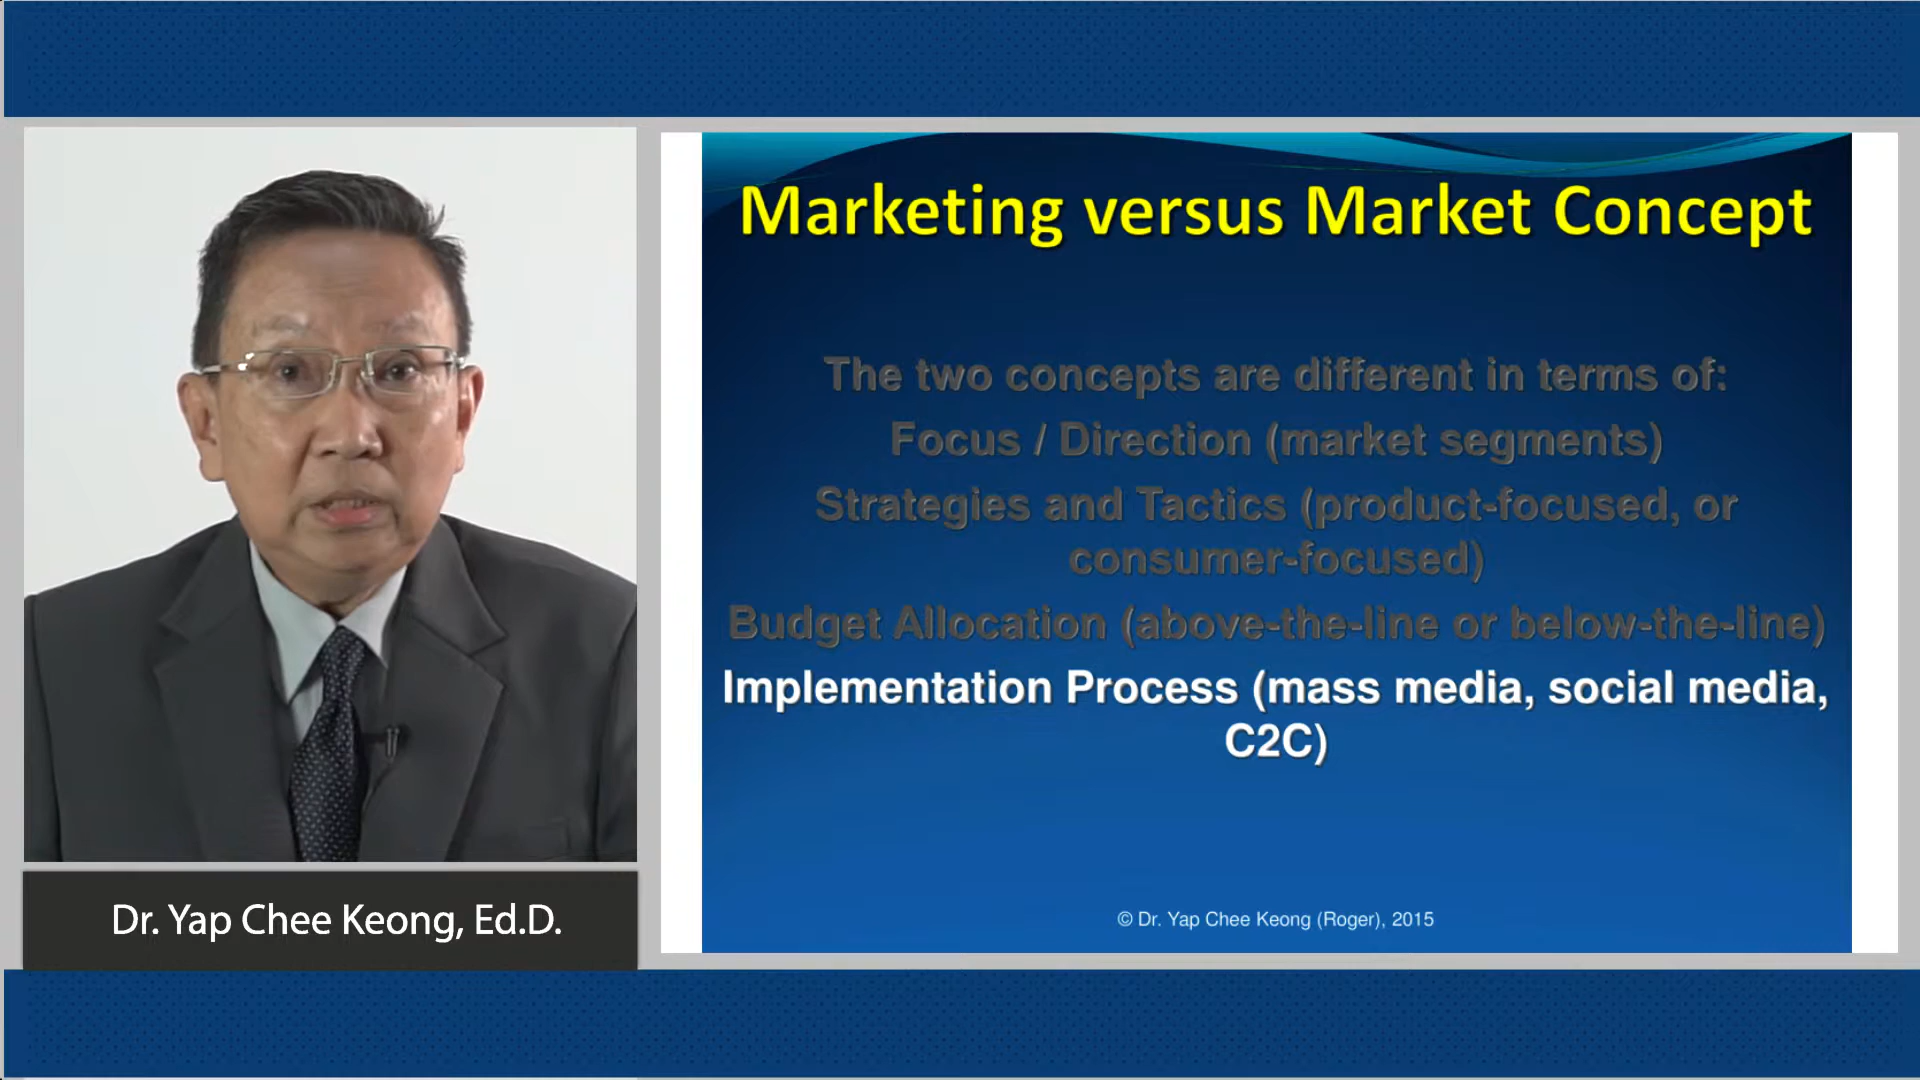 Marketing versus Market Concept
The two concepts are different in terms of:
Focus / Direction (market segments)
Strategies and Tactics (product-focused, or
consumer-focused)
Budget Allocation (above-the-line or below-the-line)
Implementation Process (mass media, social media,
C2C)
© Dr. Yap Chee Keong (Roger), 2015
Dr. Yap Chee Keong, Ed.D.